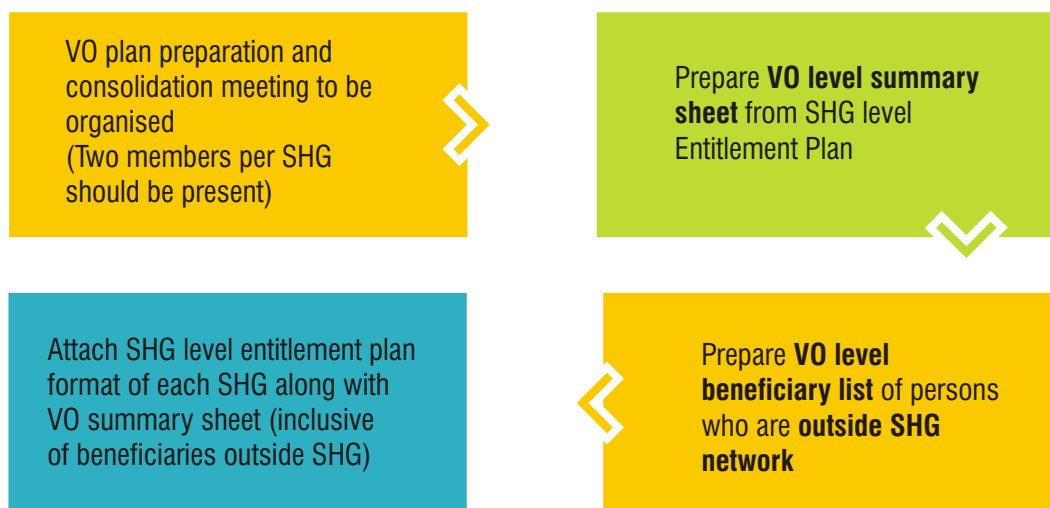 VO plan preparation and
consolidation meeting to be
organised
(Two members per SHG
should be present)
Prepare VO level summary
sheet from SHG level
Entitlement Plan
Prepare VO level
beneficiary list of persons
who are outside SHG
network
Attach SHG level entitlement plan
format of each SHG along with
VO summary sheet (inclusive
of beneficiaries outside SHG)